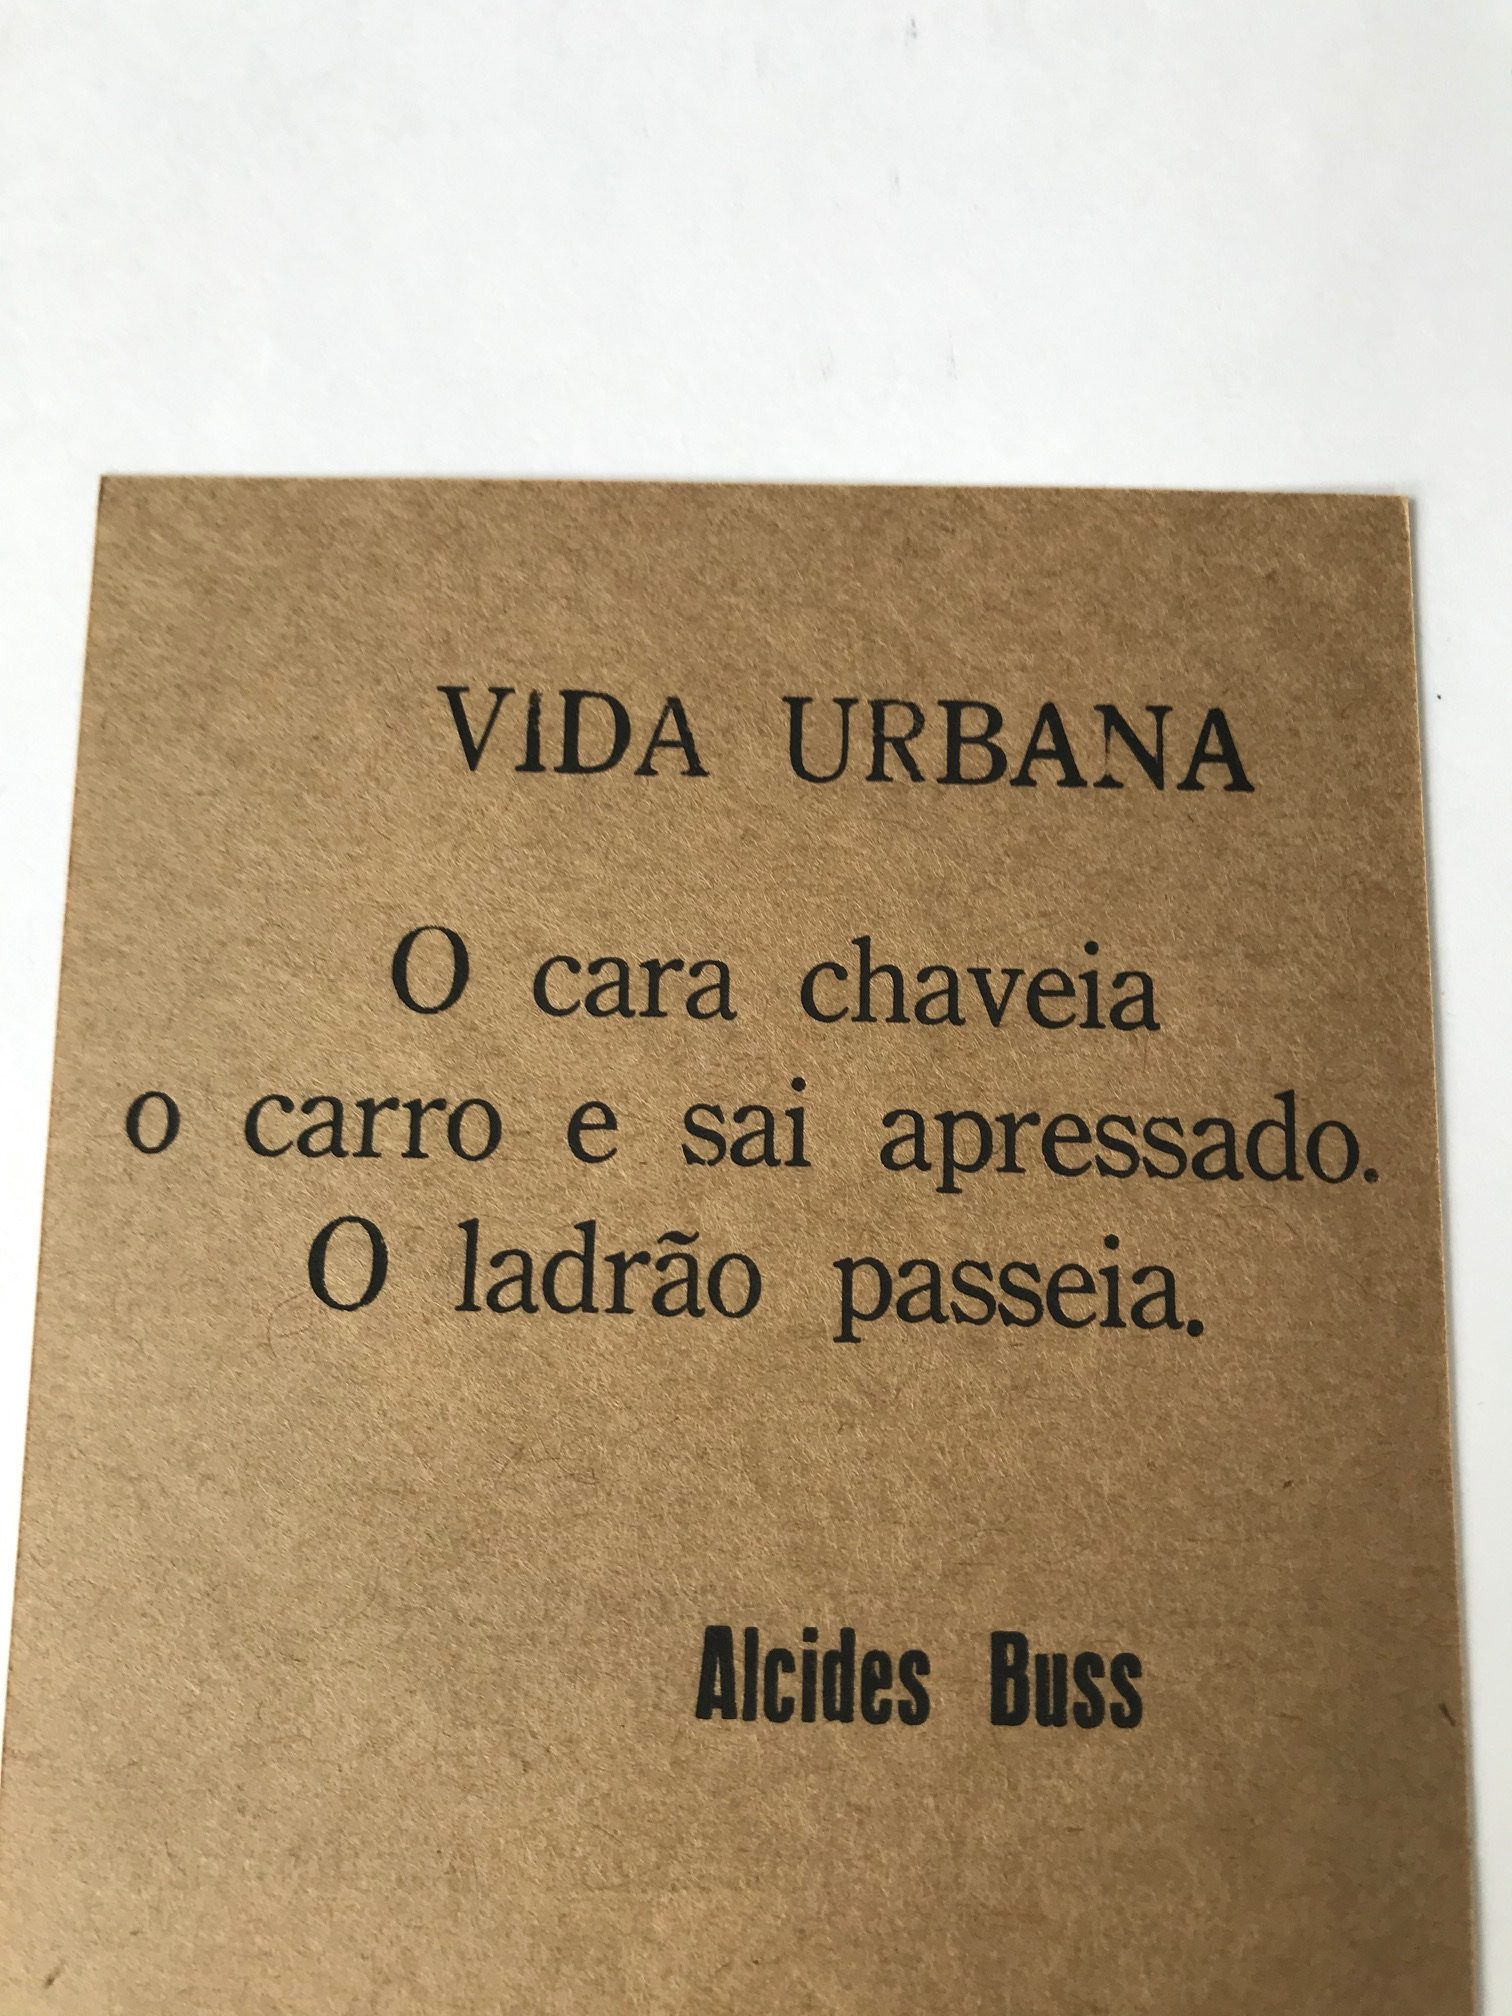 VIDA URBANA
O cara chaveia
o carro e sai apressado.
O ladrão passeia.
Alcides Buss